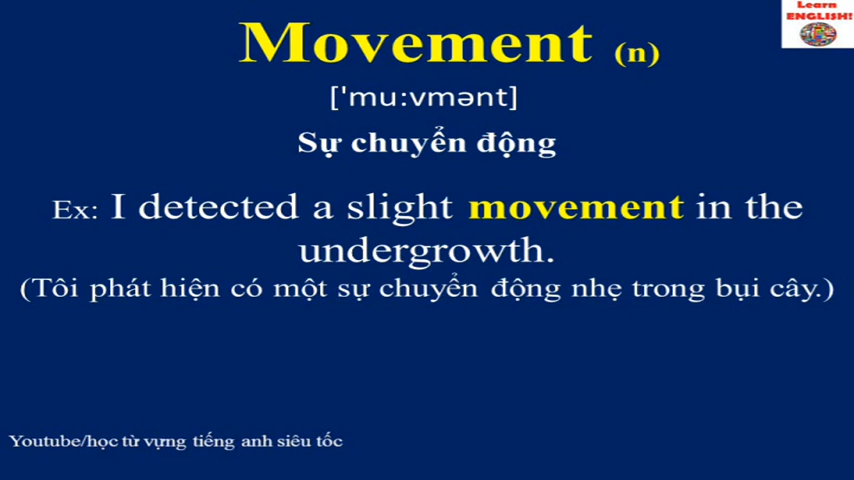 Learn
ENGLISH!
Movement (n)
['mu:vmənt]
Sự chuyển động
Ex: I detected a slight movement in the
undergrowth.
(Tôi phát hiện có một sự chuyển động nhẹ trong bụi cây.)
Youtube/học từ vựng tiếng anh siêu tốc